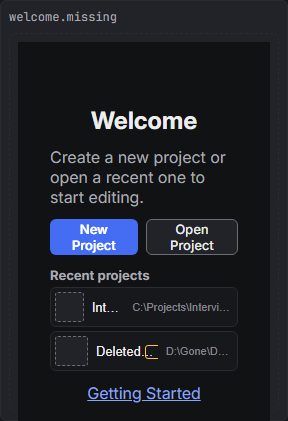 welcome.missing
Welcome
Create a new project or
open a recent one to
start editing.
New
Project
Open
Project
Recent projects
Int... C:\Projects\Intervi...
Deleted... D:\Gone\D...
Getting Started